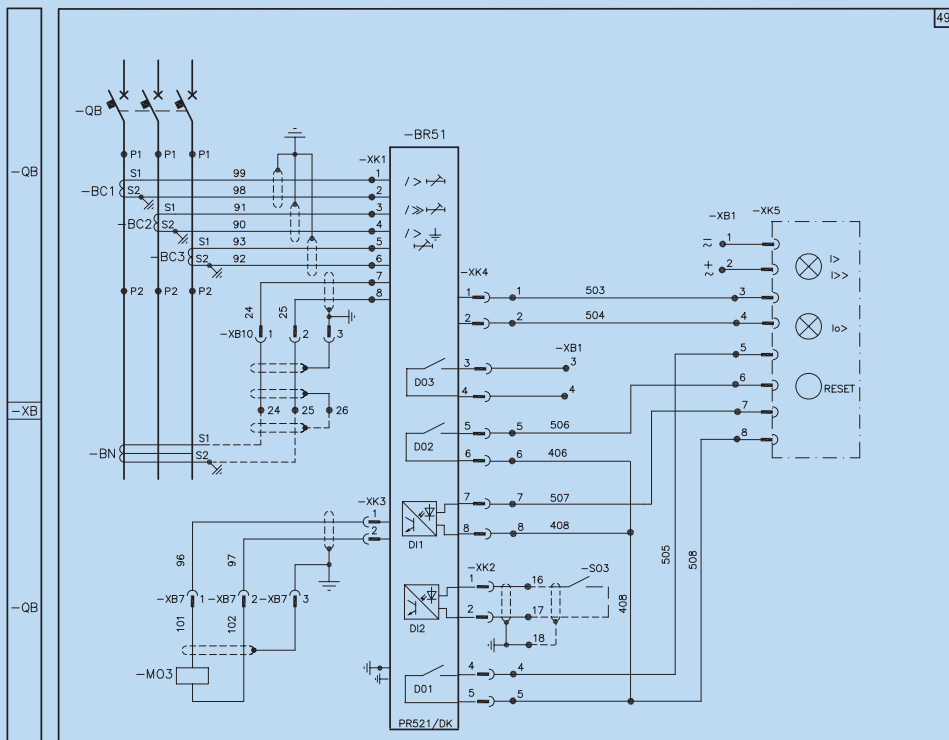 49
-QB
-XB
-QB
-QB
P1 P1 P1
-BR51
-XK1
S1 99 1
-BC1 S2 98 2
S1 91 3
-BC2 S2 90 4
S1 93 5
-BC3 S2 92 6
7
8
/>
/≫
/>
P2 P2 P2
24 25
-XB10 1 2 3
24 25 26
S1
-BN S2
-XK4
1 1 503
2 2 504
-XB1 -XK5
1
2
3
4
5
6
7
8
I>
I>>
Io>
RESET
-XB1
3 3
4 4
DO3
5 5 506
DO2
6 6 406
7 7 507
8 8 408
DI1
-XK3
1
2
96 97
-XB7 1 -XB7 2 -XB7 3
101 102
-MO3
-XK2
1 16 -SO3
2 17
18
DI2
408
505
508
4 4
DO1
5 5
PR521/DK